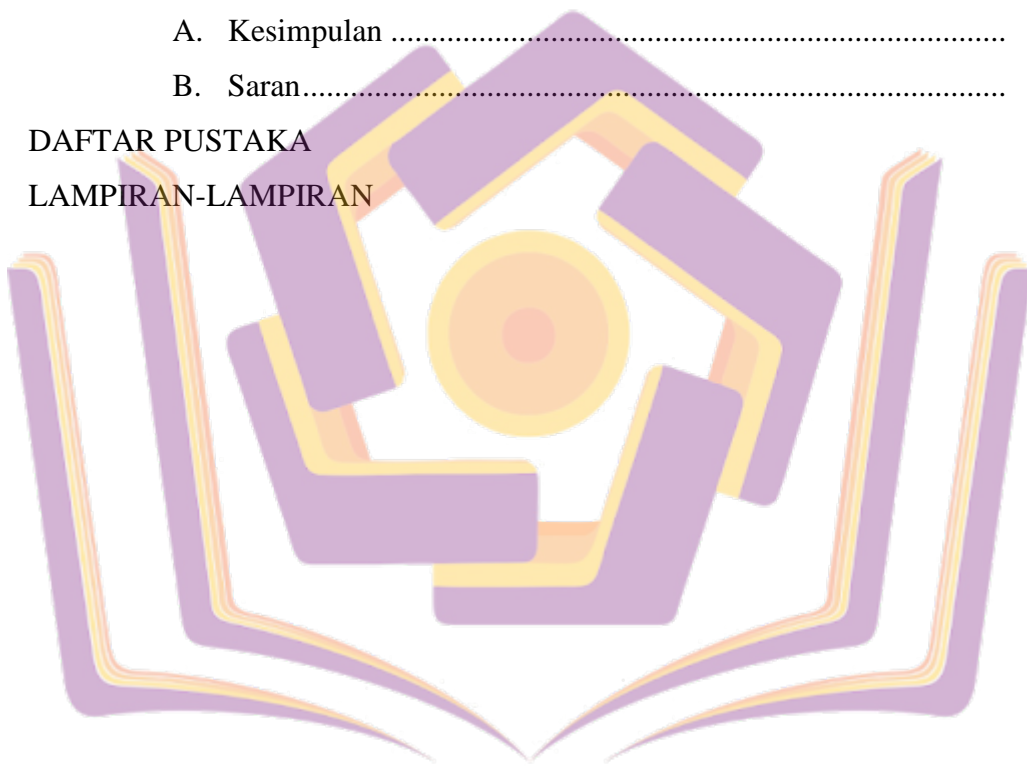 A. Kesimpulan ............................................................................
B. Saran.......................................................................................
DAFTAR PUSTAKA
LAMPIRAN-LAMPIRAN